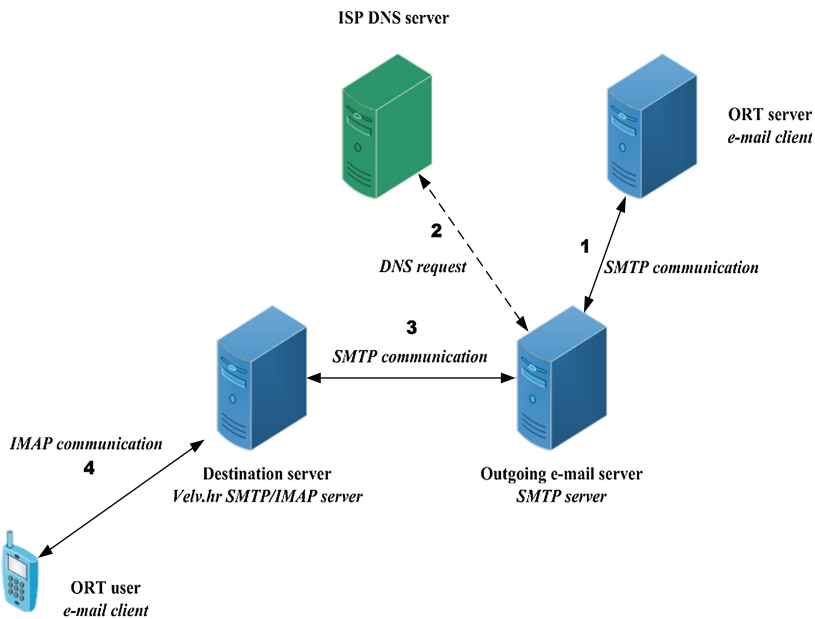 ISP DNS server
ORT server
e-mail client
1
SMTP communication
2
DNS request
3
SMTP communication
IMAP communication
4
Destination server
Velv.hr SMTP/IMAP server
Outgoing e-mail server
SMTP server
ORT user
e-mail client